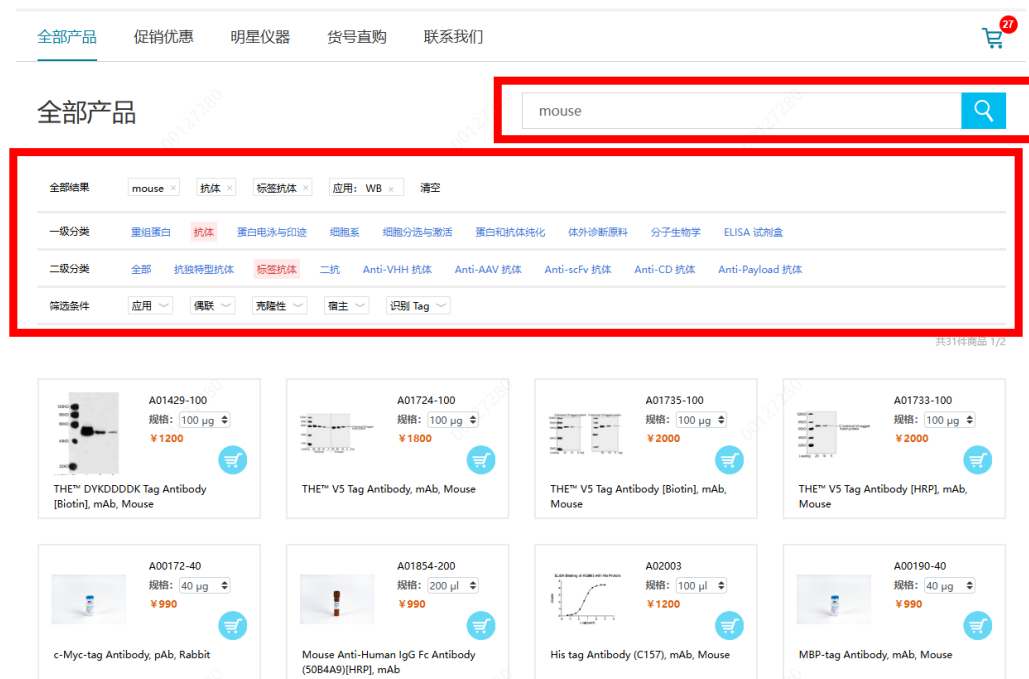 全部产品 促销优惠 明星仪器 货号直购 联系我们 27
全部产品 mouse
全部结果 mouse × 抗体 × 标签抗体 × 应用: WB × 清空
一级分类 重组蛋白 抗体 蛋白电泳与印迹 细胞系 细胞分选与激活 蛋白和抗体纯化 体外诊断原料 分子生物学 ELISA 试剂盒
二级分类 全部 抗独特型抗体 标签抗体 二抗 Anti-VHH 抗体 Anti-AAV 抗体 Anti-scFv 抗体 Anti-CD 抗体 Anti-Payload 抗体
筛选条件 应用 偶联 克隆性 宿主 识别 Tag
共31件商品 1/2
A01429-100 A01724-100 A01735-100 A01733-100
规格: 100 μg 规格: 100 μg 规格: 100 μg 规格: 100 μg
¥1200 ¥1800 ¥2000 ¥2000
THE™ DYKDDDDK Tag Antibody THE™ V5 Tag Antibody, mAb, Mouse THE™ V5 Tag Antibody [Biotin], mAb, THE™ V5 Tag Antibody [HRP], mAb,
[Biotin], mAb, Mouse Mouse Mouse
A00172-40 A01854-200 A02003 A00190-40
规格: 40 μg 规格: 200 μl 规格: 100 μl 规格: 40 μg
¥990 ¥990 ¥1200 ¥990
c-Myc-tag Antibody, pAb, Rabbit Mouse Anti-Human IgG Fc Antibody His tag Antibody (C157), mAb, Mouse MBP-tag Antibody, mAb, Mouse
(50B4A9)[HRP], mAb